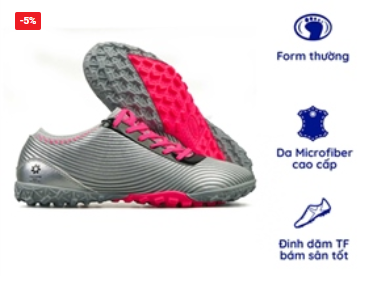 -5%
Form thường
Da Microfiber
cao cấp
Đinh dăm TF
bám sân tốt